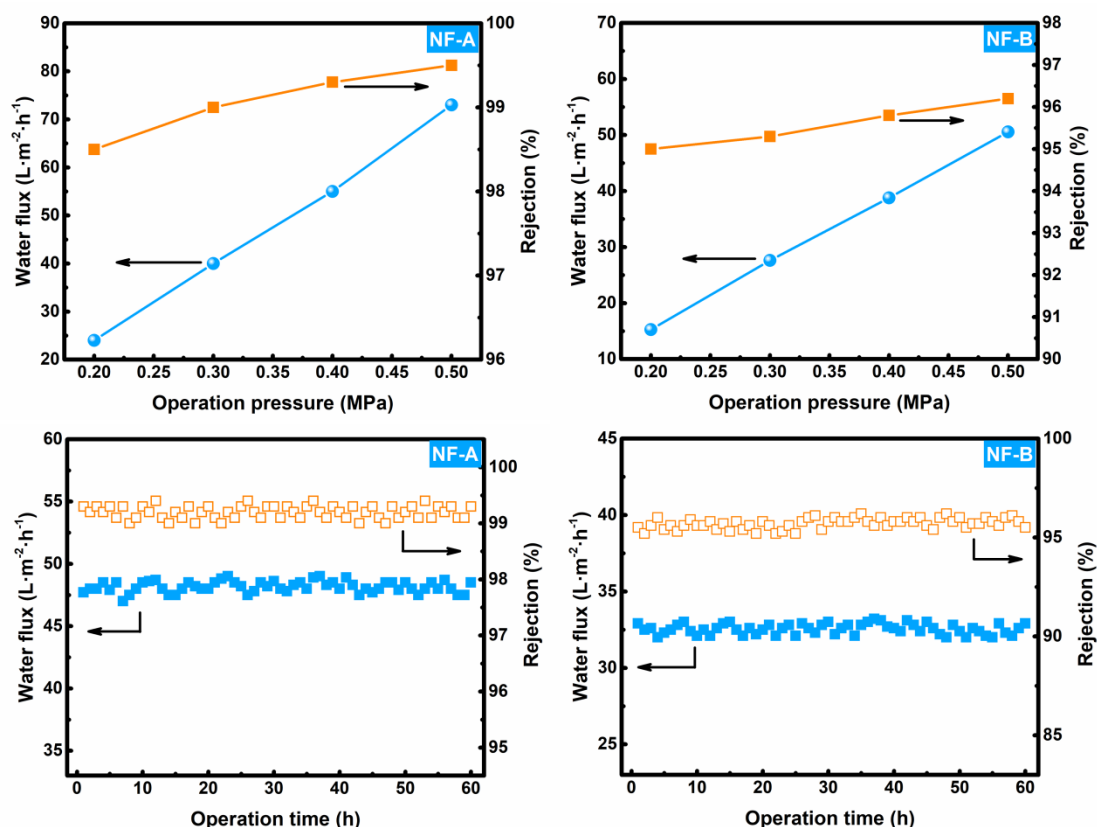 NF-A
Water flux (L·m⁻²·h⁻¹)
90
80
70
60
50
40
30
20
100
99
98
97
96
Rejection (%)
0.20 0.25 0.30 0.35 0.40 0.45 0.50
Operation pressure (MPa)
NF-B
Water flux (L·m⁻²·h⁻¹)
70
60
50
40
30
20
10
98
97
96
95
94
93
92
91
90
Rejection (%)
0.20 0.25 0.30 0.35 0.40 0.45 0.50
Operation pressure (MPa)
NF-A
Water flux (L·m⁻²·h⁻¹)
60
55
50
45
40
35
100
99
98
97
96
95
Rejection (%)
0 10 20 30 40 50 60
Operation time (h)
NF-B
Water flux (L·m⁻²·h⁻¹)
45
40
35
30
25
100
95
90
85
Rejection (%)
0 10 20 30 40 50 60
Operation time (h)